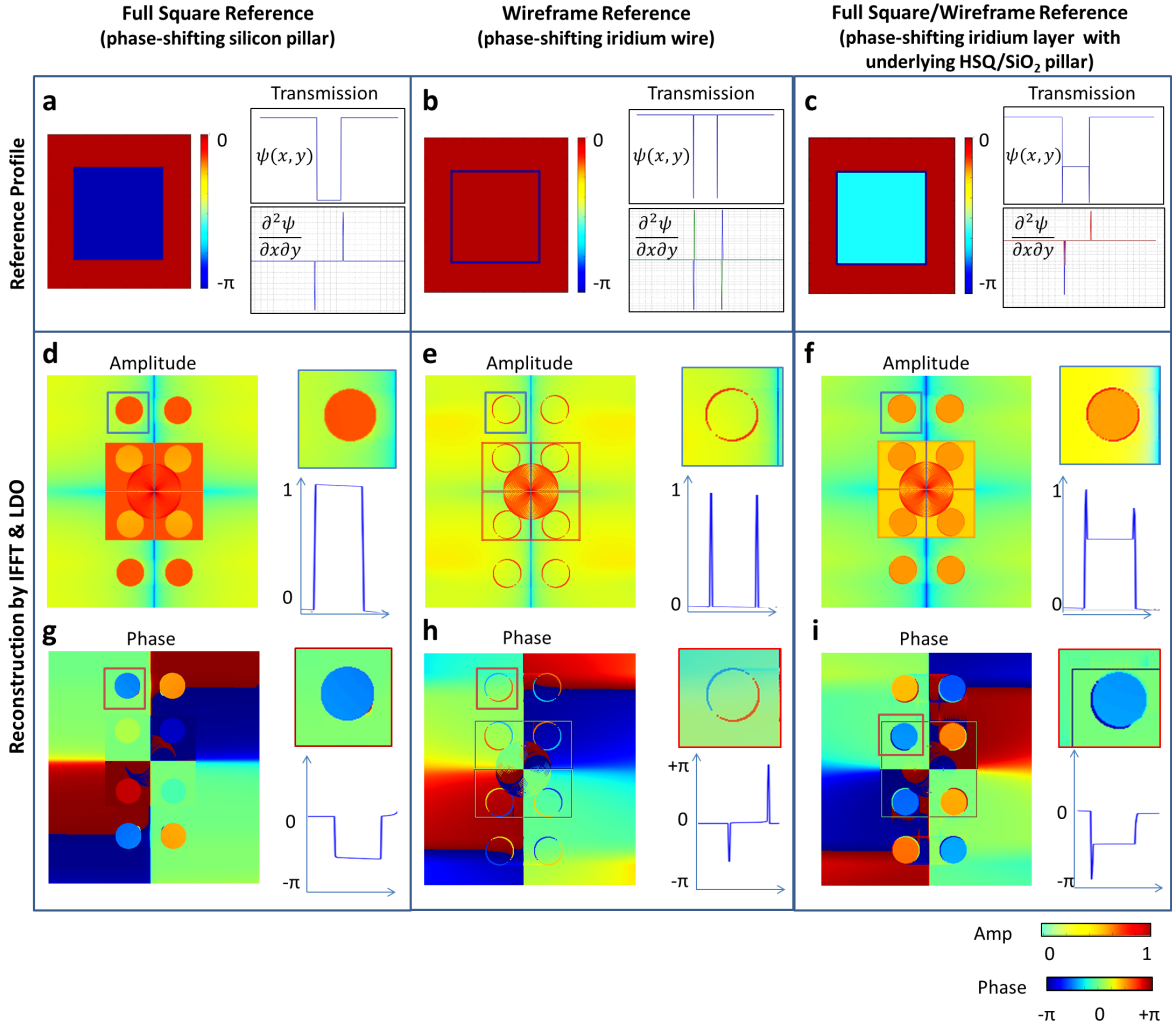 Full Square Reference
(phase-shifting silicon pillar)
Wireframe Reference
(phase-shifting iridium wire)
Full Square/Wireframe Reference
(phase-shifting iridium layer with
underlying HSQ/SiO₂ pillar)
Reference Profile
a
Transmission
0
-π
ψ(x, y)
∂²ψ
∂x∂y
b
Transmission
0
-π
ψ(x, y)
∂²ψ
∂x∂y
c
Transmission
0
-π
ψ(x, y)
∂²ψ
∂x∂y
Reconstruction by IFFT & LDO
d
Amplitude
1
0
e
Amplitude
1
0
f
Amplitude
1
0
g
Phase
0
-π
h
Phase
+π
0
-π
i
Phase
0
-π
Amp
0 1
Phase
-π 0 +π